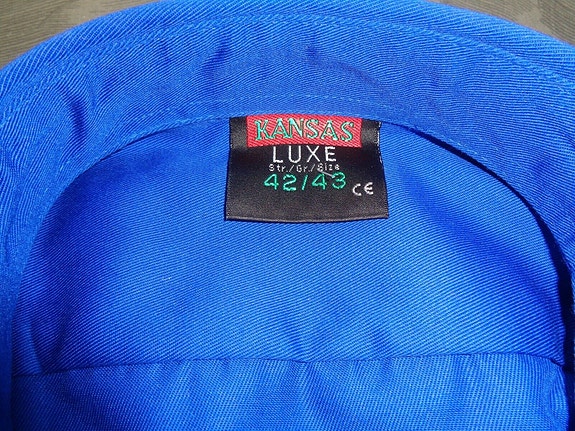 KANSAS
LUXE
Str./Gr./Size
42/43 CE